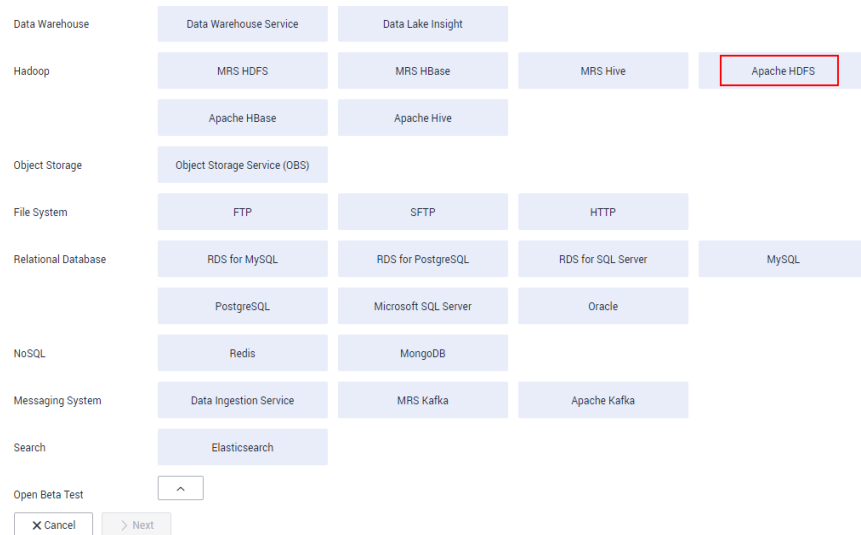 Data Warehouse Data Warehouse Service Data Lake Insight
Hadoop MRS HDFS MRS HBase MRS Hive Apache HDFS
Apache HBase Apache Hive
Object Storage Object Storage Service (OBS)
File System FTP SFTP HTTP
Relational Database RDS for MySQL RDS for PostgreSQL RDS for SQL Server MySQL
PostgreSQL Microsoft SQL Server Oracle
NoSQL Redis MongoDB
Messaging System Data Ingestion Service MRS Kafka Apache Kafka
Search Elasticsearch
Open Beta Test
Cancel Next